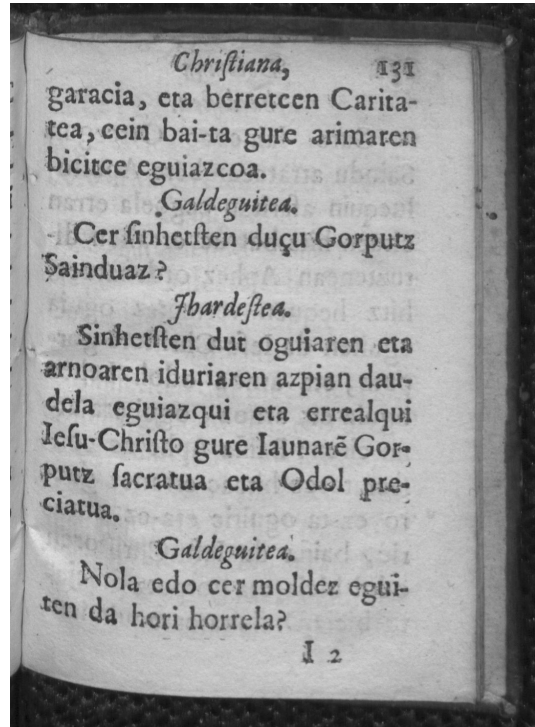 Chriſtiana, 131
garacia, eta berretcen Carita-
tea, cein bai-ta gure arimaren
bicitce eguiazcoa.
Galdeguitea.
Cer ſinhetſten duçu Gorputz
Sainduaz?
Ihardeſtea.
Sinhetſten dut oguiaren eta
arnoaren iduriaren azpian dau-
dela eguiazqui eta errealqui
Ieſu-Chriſto gure Iaunarẽ Gor-
putz ſacratua eta Odol pre-
ciatua.
Galdeguitea.
Nola edo cer moldez egui-
ten da hori horrela?
I 2